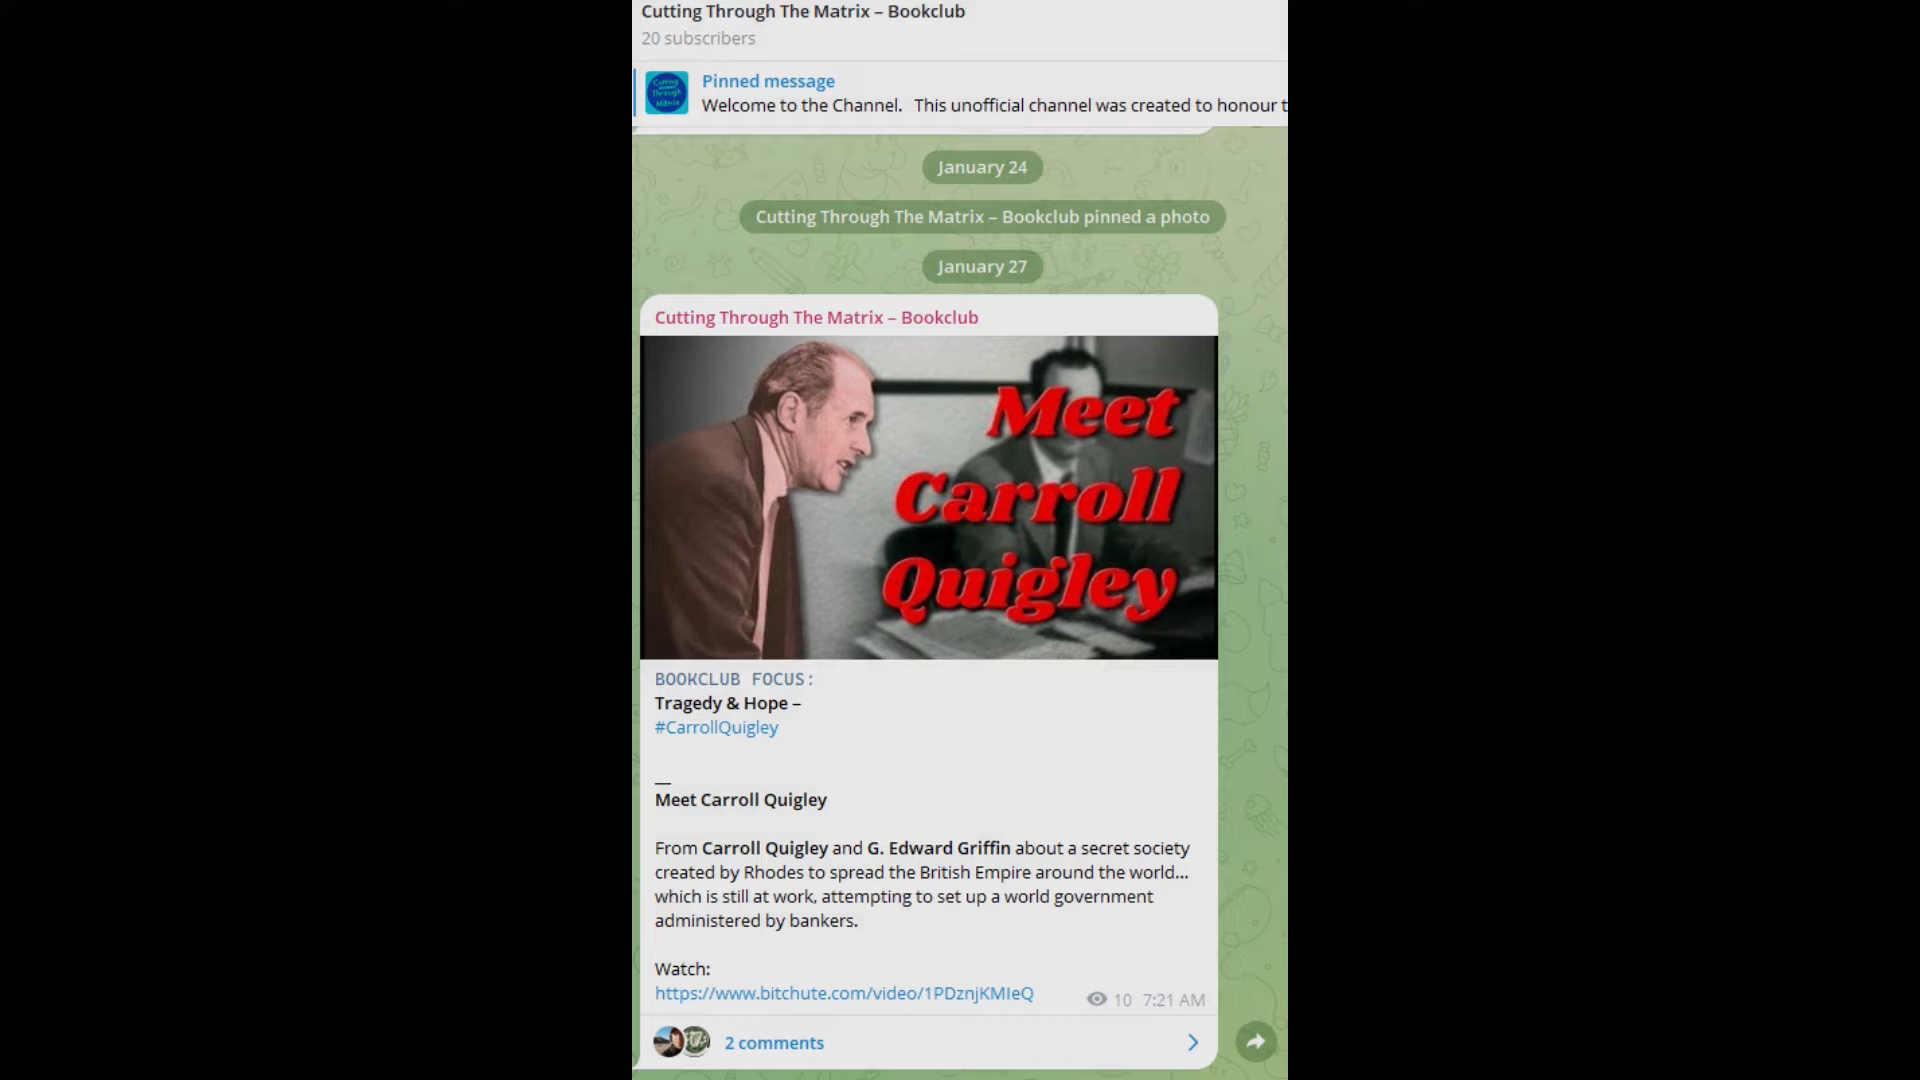 Cutting Through The Matrix – Bookclub
20 subscribers
Cutting
Through
The
Matrix
Pinned message
Welcome to the Channel. This unofficial channel was created to honour t
January 24
Cutting Through The Matrix – Bookclub pinned a photo
January 27
Cutting Through The Matrix – Bookclub
Meet
Carroll
Quigley
BOOKCLUB FOCUS:
Tragedy & Hope –
#CarrollQuigley
—
Meet Carroll Quigley
From Carroll Quigley and G. Edward Griffin about a secret society
created by Rhodes to spread the British Empire around the world...
which is still at work, attempting to set up a world government
administered by bankers.
Watch:
https://www.bitchute.com/video/1PDznjKMIeQ
10 7:21 AM
2 comments